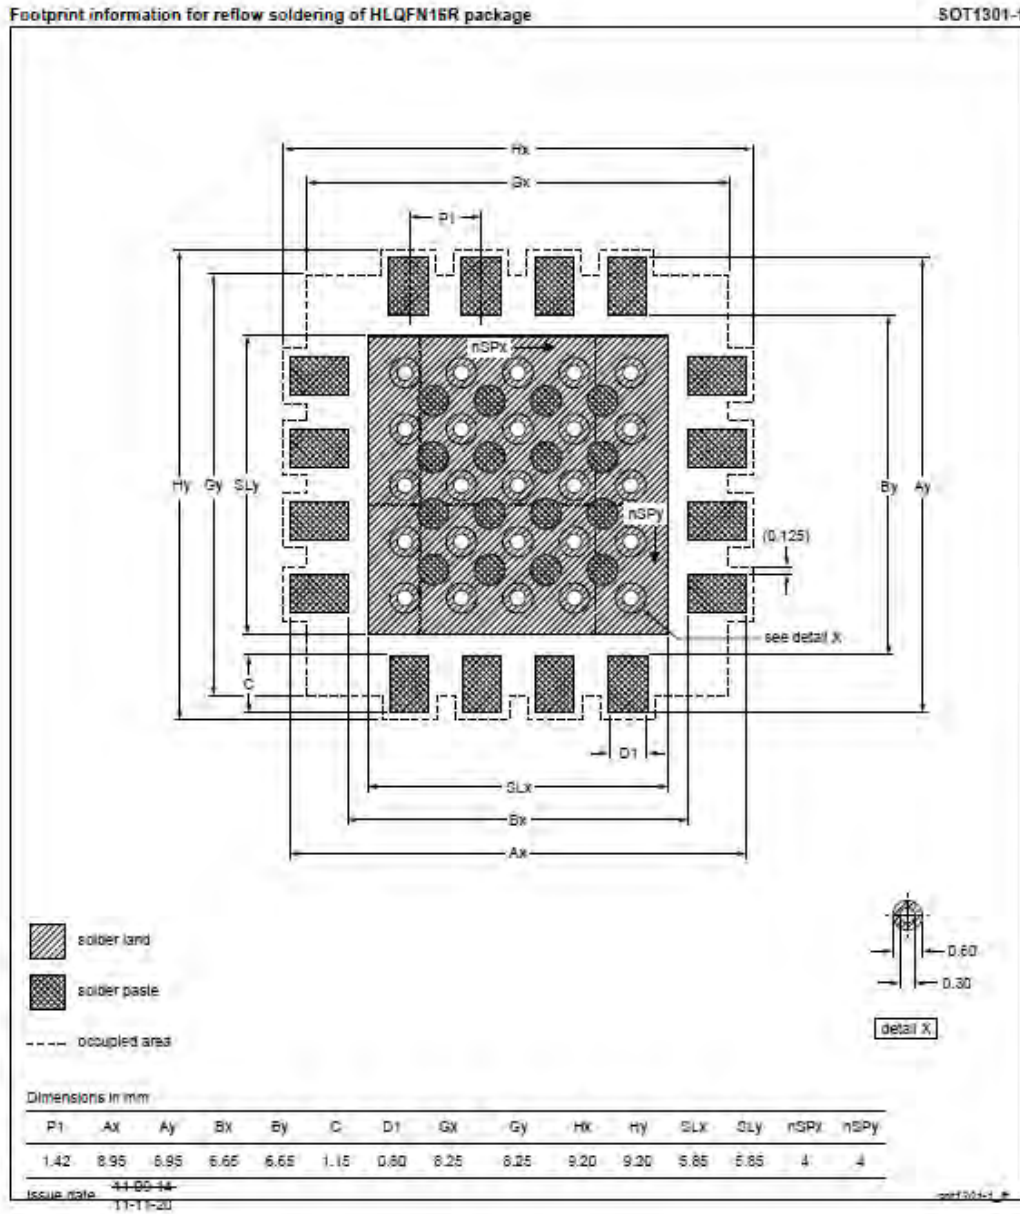 Footprint information for reflow soldering of HLQFN16R package
SOT1301-1
Hx
Gx
P1
nSPx
Hy Gy SLy
nSPy
By Ay
(0.125)
see detail X
C
D1
SLx
Bx
Ax
solder land
solder paste
occupied area
0.60
0.30
detail X
Dimensions in mm
P1 Ax Ay Bx By C D1 Gx Gy Hx Hy SLx SLy nSPx nSPy
1.42 8.95 8.95 6.65 6.65 1.15 0.80 8.25 8.25 9.20 9.20 5.85 5.85 4 4
Issue date
11-09-14
11-11-20